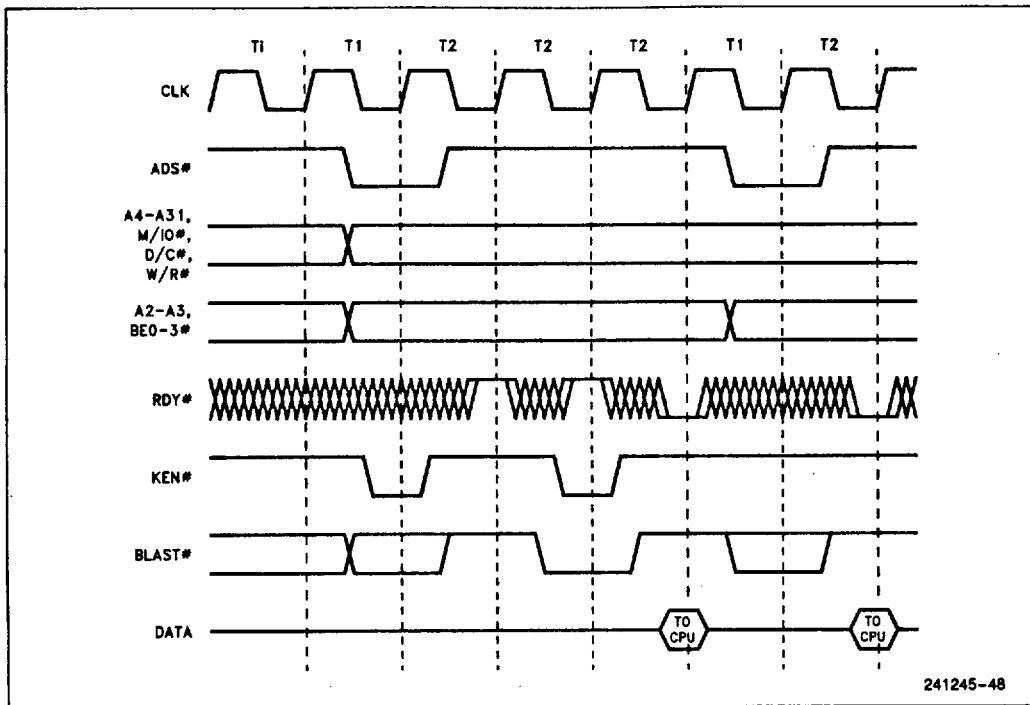 Ti T1 T2 T2 T2 T1 T2
CLK
ADS#
A4-A31,
M/IO#,
D/C#,
W/R#
A2-A3,
BE0-3#
RDY#
KEN#
BLAST#
DATA
TO
CPU
TO
CPU
241245-48